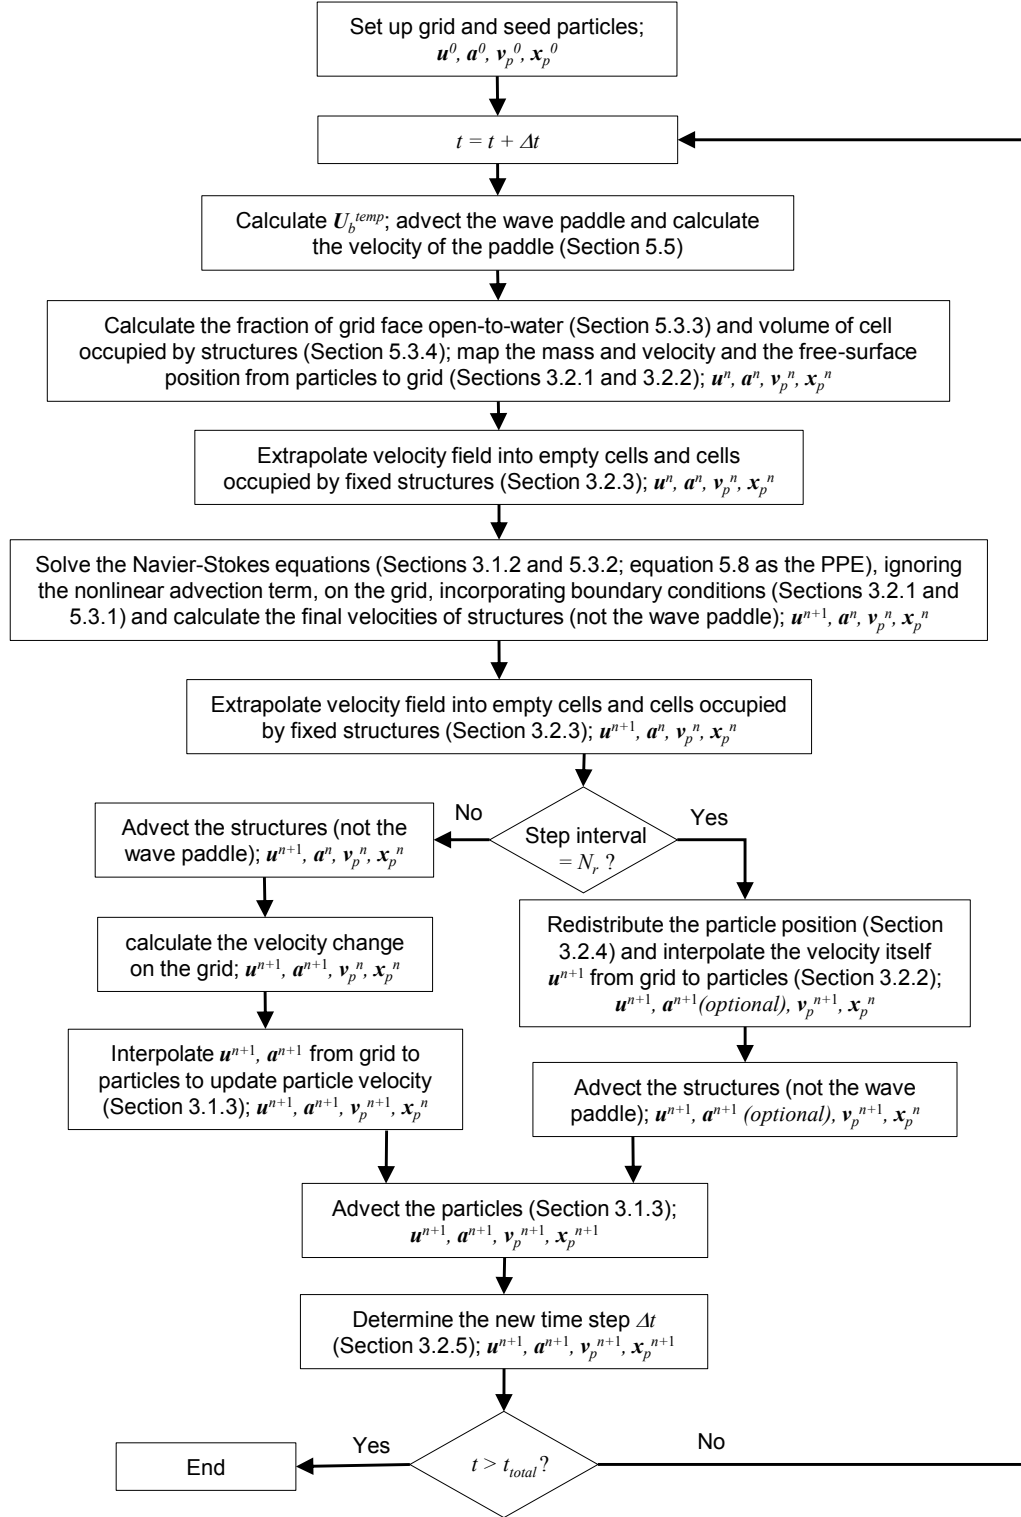 Set up grid and seed particles;
u⁰, a⁰, vₚ⁰, xₚ⁰
t = t + Δt
Calculate U_b^temp; advect the wave paddle and calculate
the velocity of the paddle (Section 5.5)
Calculate the fraction of grid face open-to-water (Section 5.3.3) and volume of cell
occupied by structures (Section 5.3.4); map the mass and velocity and the free-surface
position from particles to grid (Sections 3.2.1 and 3.2.2); uⁿ, aⁿ, vₚⁿ, xₚⁿ
Extrapolate velocity field into empty cells and cells
occupied by fixed structures (Section 3.2.3); uⁿ, aⁿ, vₚⁿ, xₚⁿ
Solve the Navier-Stokes equations (Sections 3.1.2 and 5.3.2; equation 5.8 as the PPE), ignoring
the nonlinear advection term, on the grid, incorporating boundary conditions (Sections 3.2.1 and
5.3.1) and calculate the final velocities of structures (not the wave paddle); uⁿ⁺¹, aⁿ, vₚⁿ, xₚⁿ
Extrapolate velocity field into empty cells and cells occupied
by fixed structures (Section 3.2.3); uⁿ⁺¹, aⁿ, vₚⁿ, xₚⁿ
Step interval
= Nᵣ ?
No
Yes
Advect the structures (not the
wave paddle); uⁿ⁺¹, aⁿ, vₚⁿ, xₚⁿ
calculate the velocity change
on the grid; uⁿ⁺¹, aⁿ⁺¹, vₚⁿ, xₚⁿ
Interpolate uⁿ⁺¹, aⁿ⁺¹ from grid to
particles to update particle velocity
(Section 3.1.3); uⁿ⁺¹, aⁿ⁺¹, vₚⁿ⁺¹, xₚⁿ
Redistribute the particle position (Section
3.2.4) and interpolate the velocity itself
uⁿ⁺¹ from grid to particles (Section 3.2.2);
uⁿ⁺¹, aⁿ⁺¹(optional), vₚⁿ⁺¹, xₚⁿ
Advect the structures (not the wave
paddle); uⁿ⁺¹, aⁿ⁺¹ (optional), vₚⁿ⁺¹, xₚⁿ
Advect the particles (Section 3.1.3);
uⁿ⁺¹, aⁿ⁺¹, vₚⁿ⁺¹, xₚⁿ⁺¹
Determine the new time step Δt
(Section 3.2.5); uⁿ⁺¹, aⁿ⁺¹, vₚⁿ⁺¹, xₚⁿ⁺¹
t > t_total?
Yes
No
End